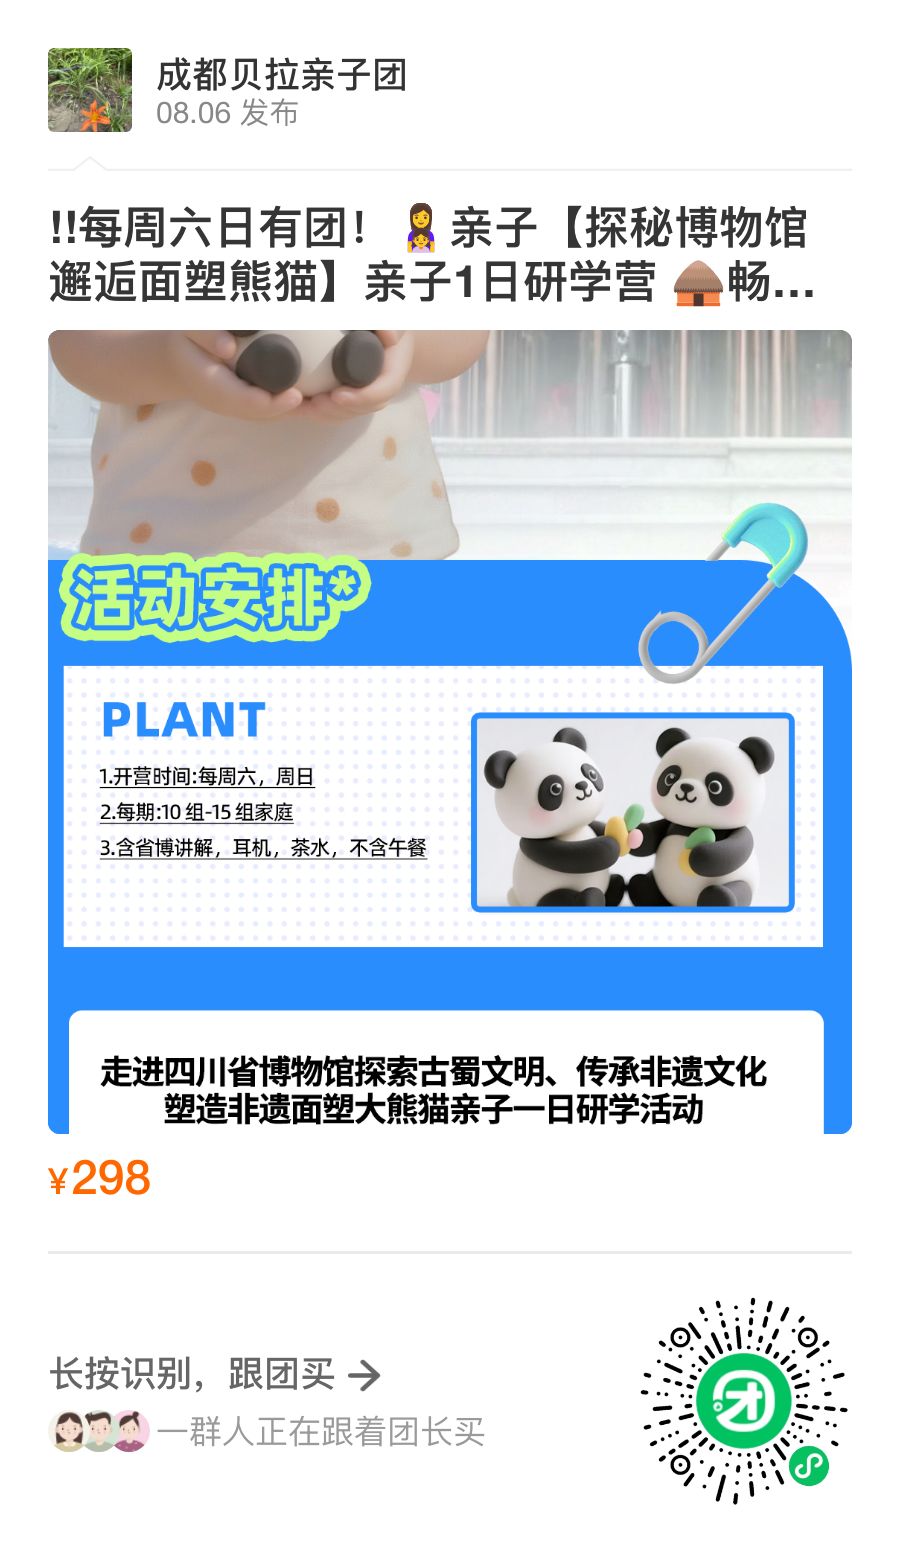 成都贝拉亲子团
08.06 发布
‼每周六日有团！👩‍👧亲子【探秘博物馆
邂逅面塑熊猫】亲子1日研学营 🛖畅...
活动安排*
PLANT
1.开营时间:每周六，周日
2.每期:10 组-15 组家庭
3.含省博讲解，耳机，茶水，不含午餐
走进四川省博物馆探索古蜀文明、传承非遗文化
塑造非遗面塑大熊猫亲子一日研学活动
¥298
长按识别，跟团买→
一群人正在跟着团长买
团